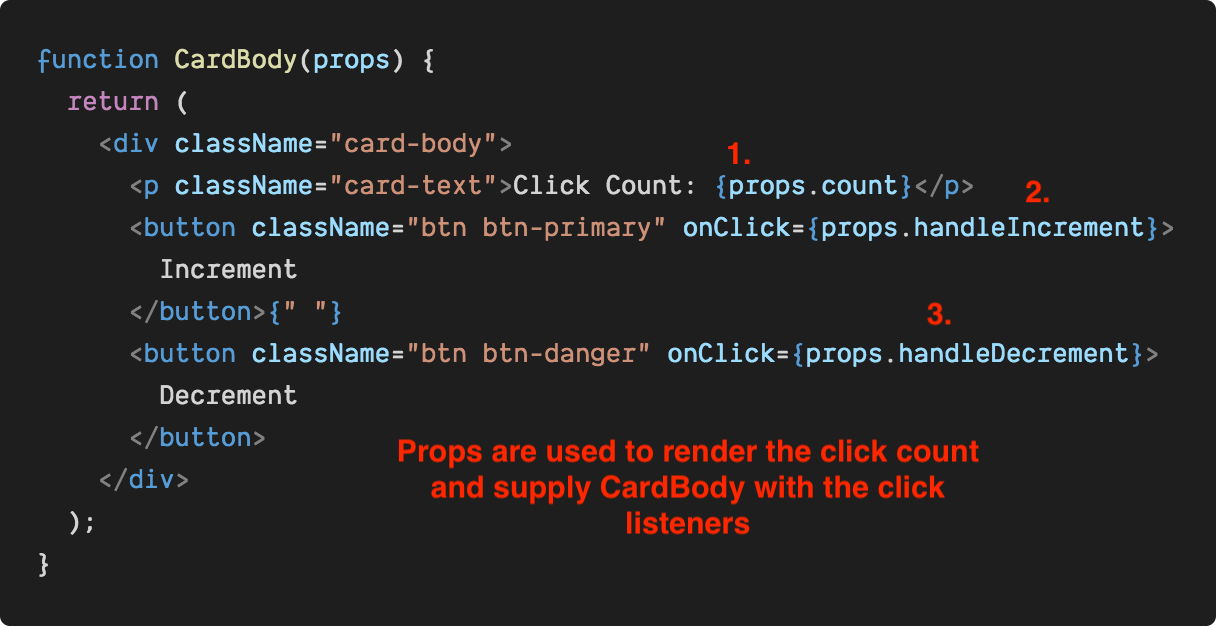 function CardBody(props) {
return (
<div className="card-body">
1.
<p className="card-text">Click Count: {props.count}</p>
2.
<button className="btn btn-primary" onClick={props.handleIncrement}>
Increment
</button>{" "}
3.
<button className="btn btn-danger" onClick={props.handleDecrement}>
Decrement
</button>
Props are used to render the click count
</div>
and supply CardBody with the click
listeners
);
}